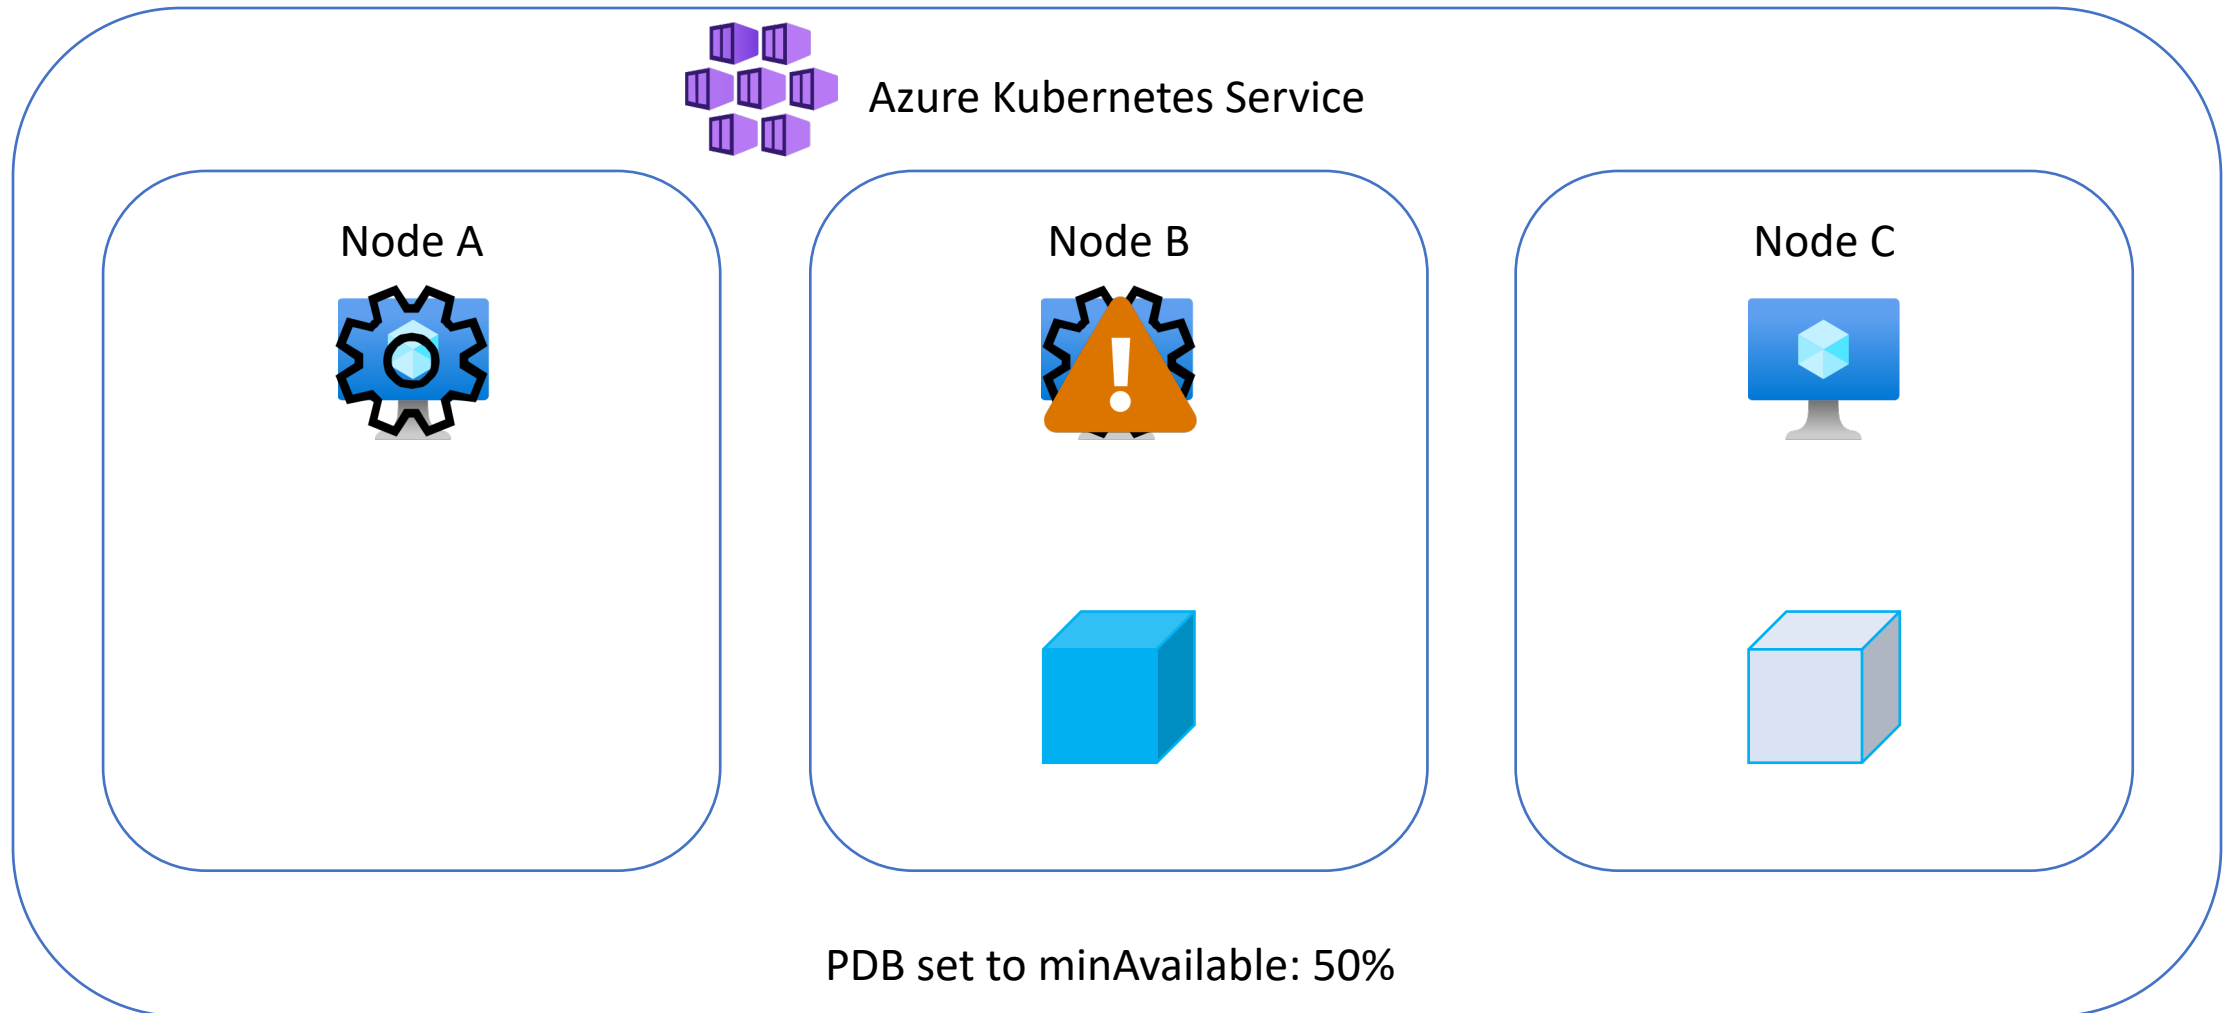 Azure Kubernetes Service
Node A
Node B
Node C
PDB set to minAvailable: 50%